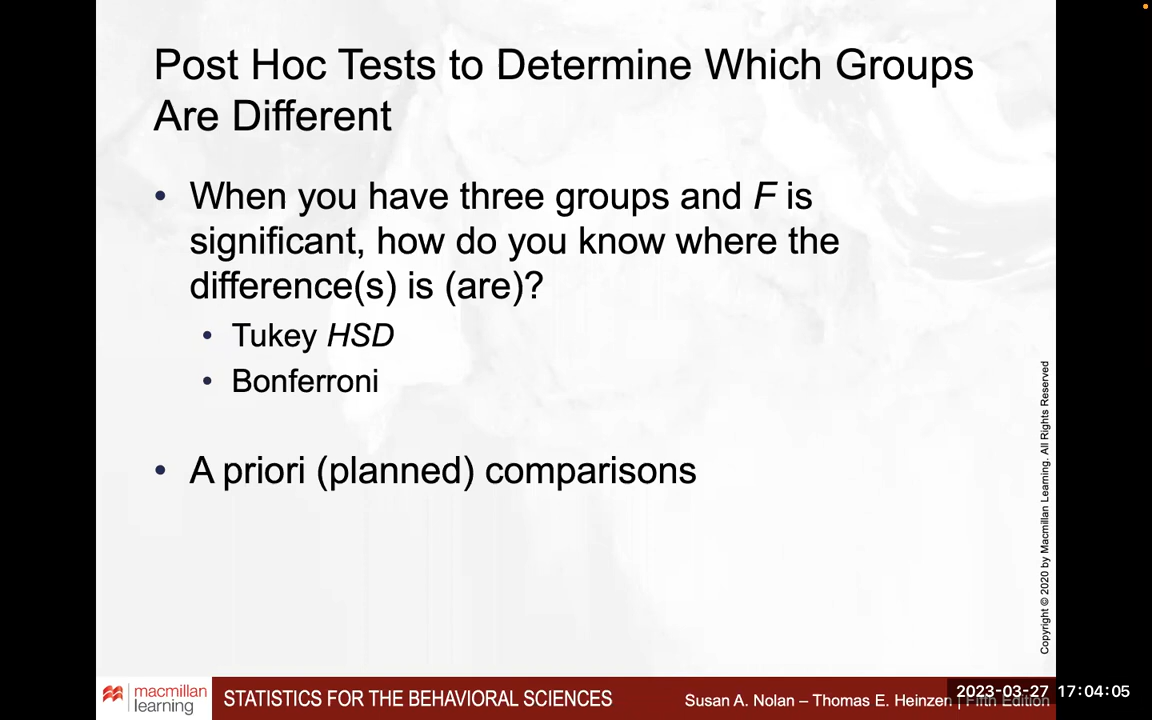 Post Hoc Tests to Determine Which Groups
Are Different
• When you have three groups and F is
significant, how do you know where the
difference(s) is (are)?
• Tukey HSD
• Bonferroni
• A priori (planned) comparisons
Copyright © 2020 by Macmillan Learning. All Rights Reserved
macmillan
learning
STATISTICS FOR THE BEHAVIORAL SCIENCES
Susan A. Nolan – Thomas E. Heinzen | Fifth Edition
2023-03-27 17:04:05